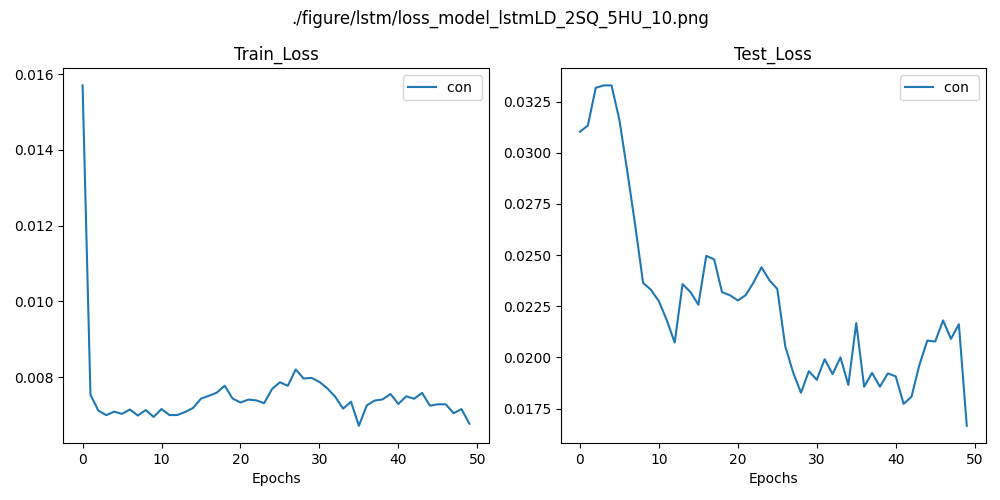 ./figure/lstm/loss_model_lstmLD_2SQ_5HU_10.png
Train_Loss
con
0.016
0.014
0.012
0.010
0.008
0 10 20 30 40 50
Epochs
Test_Loss
con
0.0325
0.0300
0.0275
0.0250
0.0225
0.0200
0.0175
0 10 20 30 40 50
Epochs